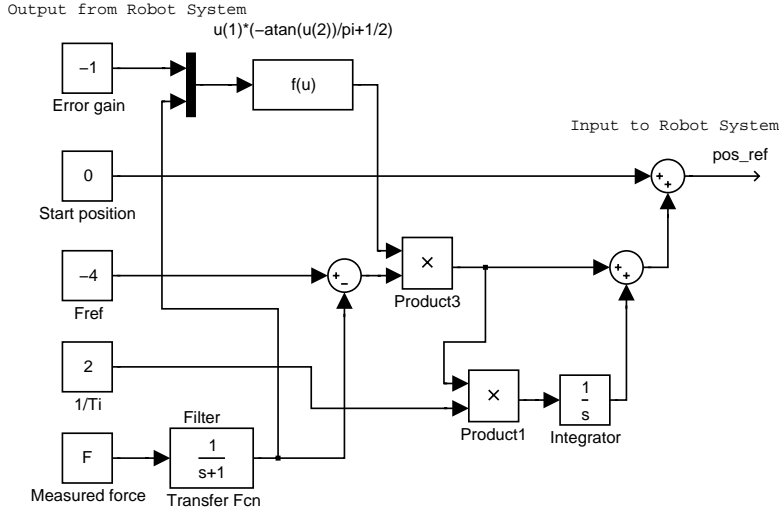 Output from Robot System
u(1)*(−atan(u(2))/pi+1/2)
−1
f(u)
Error gain
Input to Robot System
pos_ref
0
+
+
Start position
−4
+
−
×
+
+
Product3
Fref
2
×
1
s
1/Ti
Product1
Integrator
Filter
F
1
s+1
Measured force
Transfer Fcn